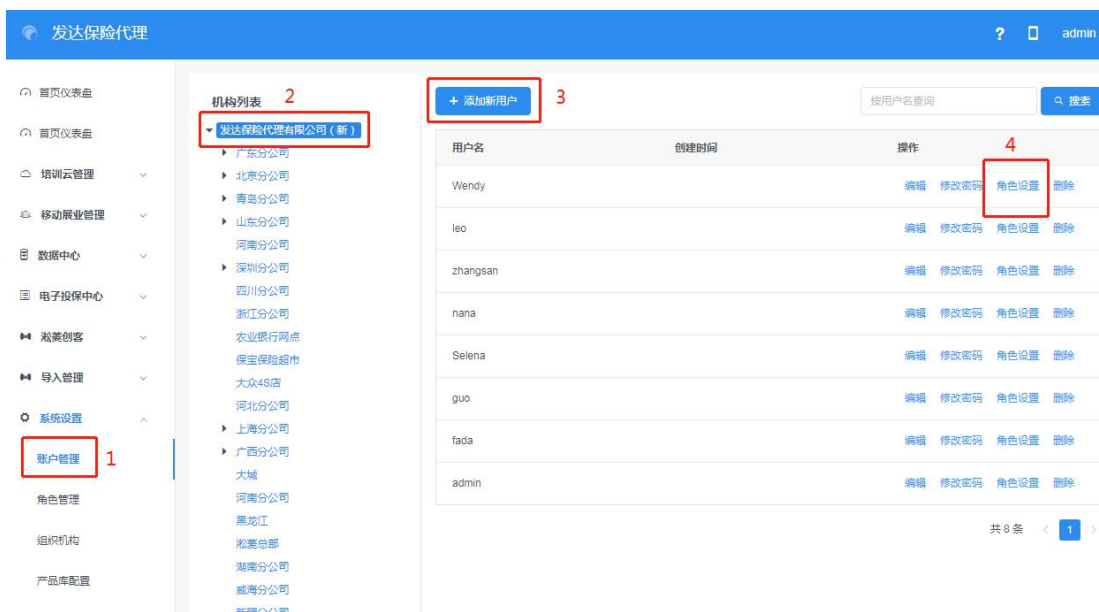 发达保险代理
? admin
首页仪表盘
首页仪表盘
培训云管理
移动展业管理
数据中心
电子投保中心
淞菱创客
导入管理
系统设置
账户管理 1
角色管理
组织机构
产品库配置
机构列表 2
发达保险代理有限公司(新)
广东分公司
北京分公司
青岛分公司
山东分公司
河南分公司
深圳分公司
四川分公司
浙江分公司
农业银行网点
保宝保险超市
大众4S店
河北分公司
上海分公司
广西分公司
大城
河南分公司
黑龙江
淞菱总部
湖南分公司
威海分公司
新疆分公司
+ 添加新用户 3
按用户名查询 搜索
用户名 创建时间 操作 4
Wendy 编辑 修改密码 角色设置 删除
leo 编辑 修改密码 角色设置 删除
zhangsan 编辑 修改密码 角色设置 删除
nana 编辑 修改密码 角色设置 删除
Selena 编辑 修改密码 角色设置 删除
guo 编辑 修改密码 角色设置 删除
fada 编辑 修改密码 角色设置 删除
admin 编辑 修改密码 角色设置 删除
共 8 条 < 1 >